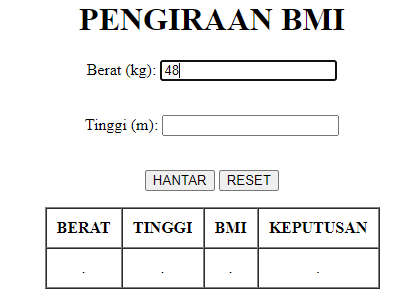 PENGIRAAN BMI
Berat (kg): 48
Tinggi (m):
HANTAR RESET
BERAT TINGGI BMI KEPUTUSAN
. . . .